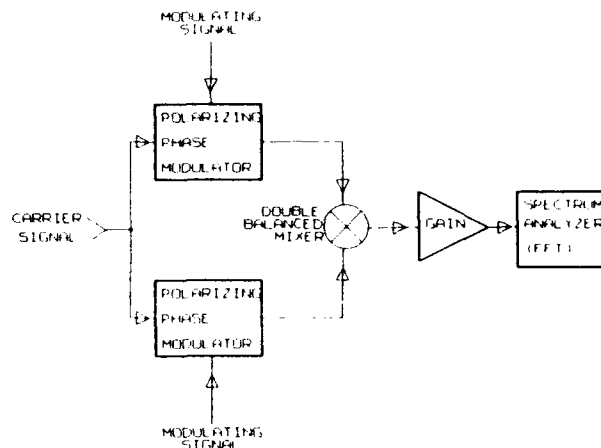 MODULATING
SIGNAL
POLARIZING
PHASE
MODULATOR
CARRIER
SIGNAL
DOUBLE
BALANCED
MIXER
GAIN
SPECTRUM
ANALYZER
(FFT)
POLARIZING
PHASE
MODULATOR
MODULATING
SIGNAL